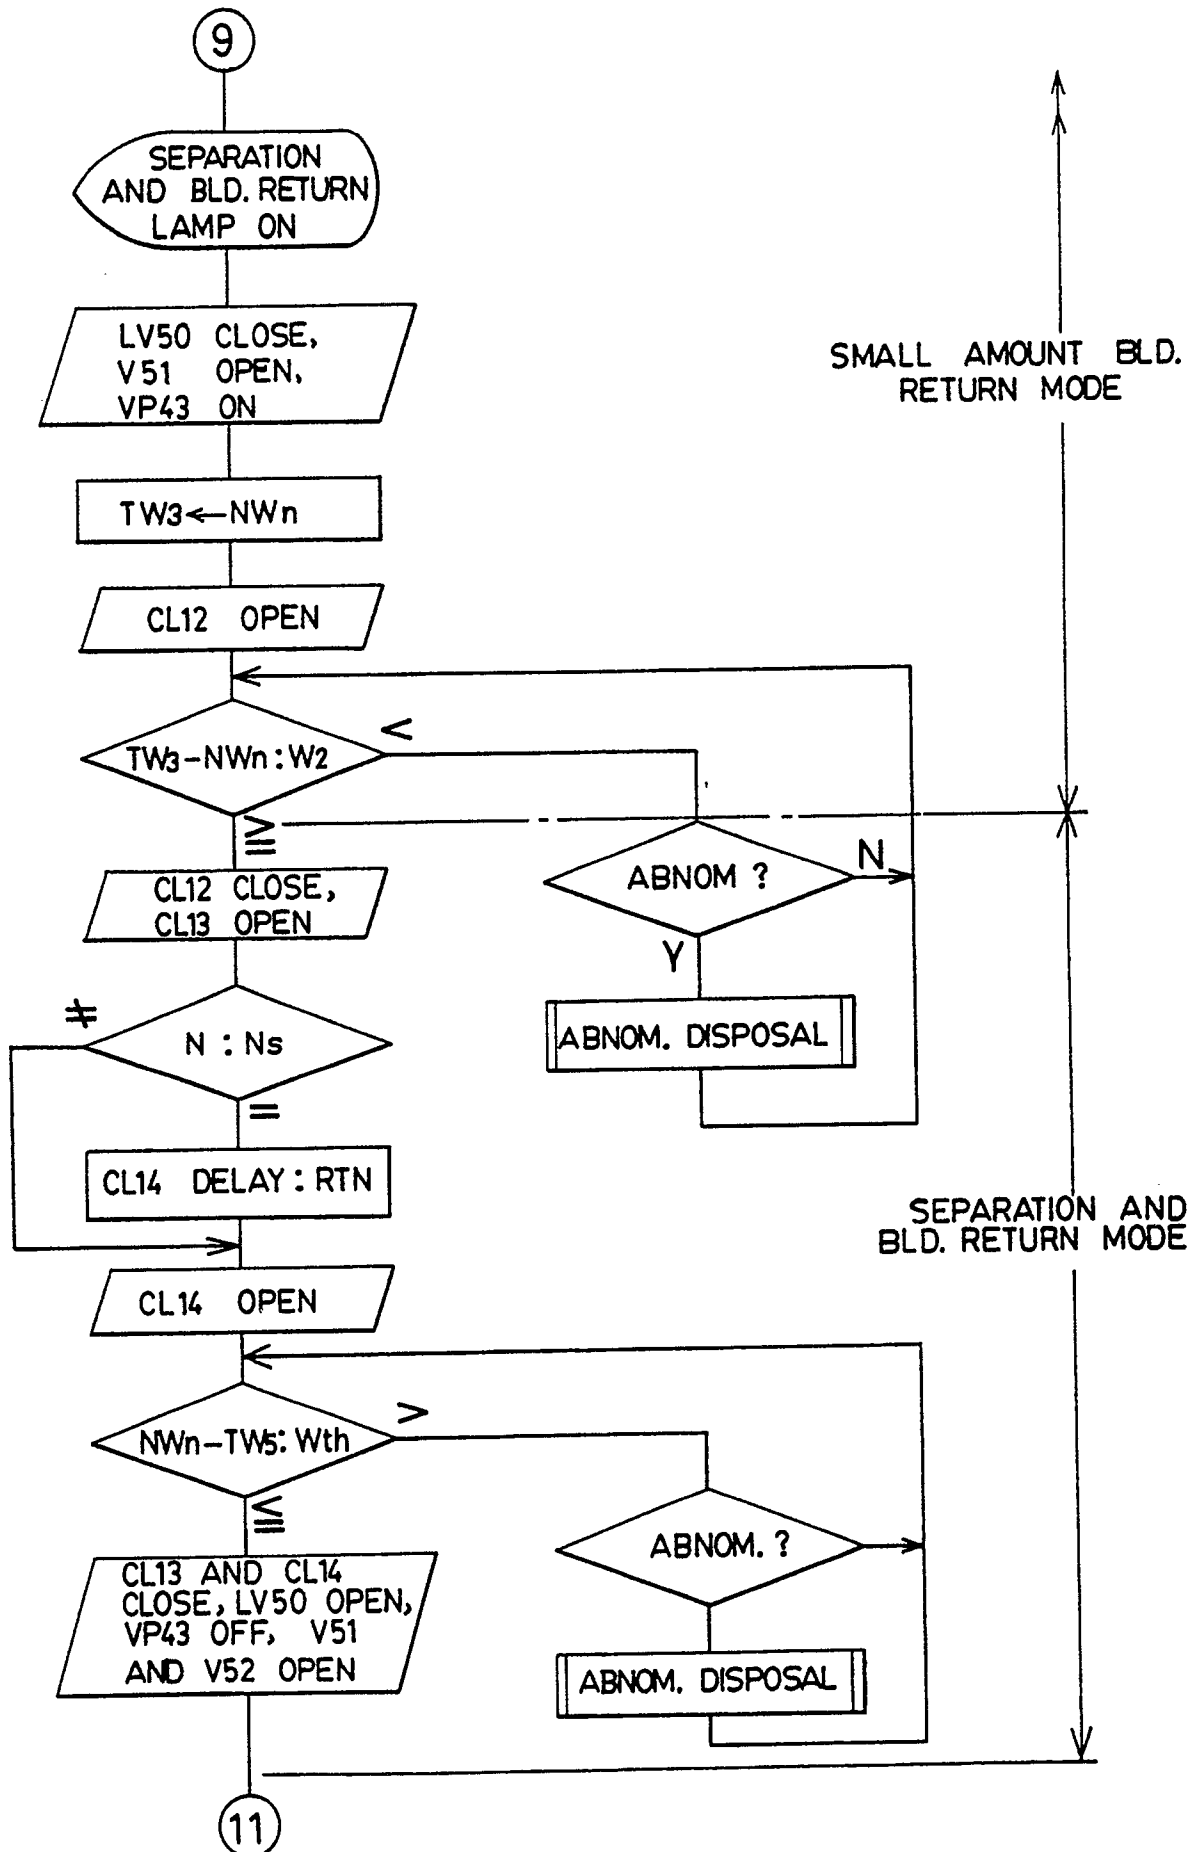 9
SEPARATION
AND BLD. RETURN
LAMP ON
LV50 CLOSE,
V51 OPEN,
VP43 ON
SMALL AMOUNT BLD.
RETURN MODE
TW3←NWn
CL12 OPEN
<
TW3-NWn:W2
≧
ABNOM ?
N
Y
CL12 CLOSE,
CL13 OPEN
≠
N : Ns
=
ABNOM. DISPOSAL
CL14 DELAY : RTN
SEPARATION AND
BLD. RETURN MODE
CL14 OPEN
>
NWn-TW5:Wth
≦
ABNOM. ?
CL13 AND CL14
CLOSE, LV50 OPEN,
VP43 OFF, V51
AND V52 OPEN
ABNOM. DISPOSAL
11